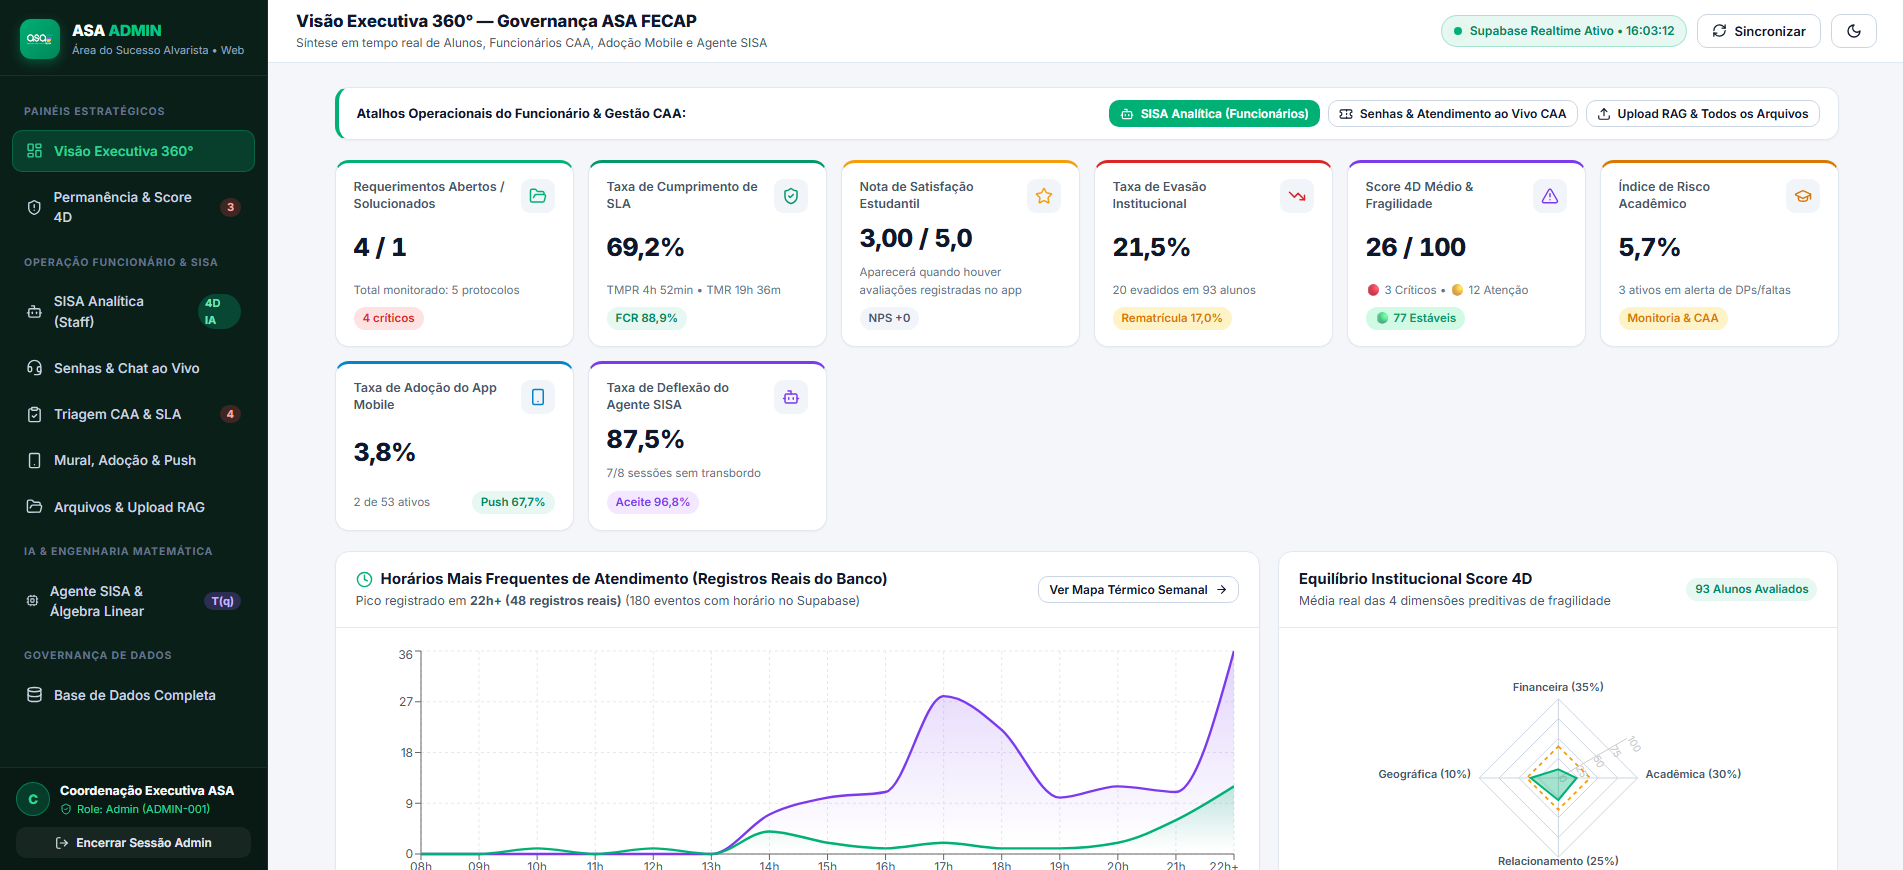 asa
ASA ADMIN
Área do Sucesso Alvarista • Web
PAINÉIS ESTRATÉGICOS
Visão Executiva 360°
Permanência & Score
4D
3
OPERAÇÃO FUNCIONÁRIO & SISA
SISA Analítica
(Staff)
4D
IA
Senhas & Chat ao Vivo
Triagem CAA & SLA
4
Mural, Adoção & Push
Arquivos & Upload RAG
IA & ENGENHARIA MATEMÁTICA
Agente SISA &
Álgebra Linear
T(q)
GOVERNANÇA DE DADOS
Base de Dados Completa
C
Coordenação Executiva ASA
Role: Admin (ADMIN-001)
Encerrar Sessão Admin
Visão Executiva 360° — Governança ASA FECAP
Síntese em tempo real de Alunos, Funcionários CAA, Adoção Mobile e Agente SISA
Supabase Realtime Ativo • 16:03:12
Sincronizar
Atalhos Operacionais do Funcionário & Gestão CAA:
SISA Analítica (Funcionários)
Senhas & Atendimento ao Vivo CAA
Upload RAG & Todos os Arquivos
Requerimentos Abertos /
Solucionados
4 / 1
Total monitorado: 5 protocolos
4 críticos
Taxa de Cumprimento de
SLA
69,2%
TMPR 4h 52min • TMR 19h 36m
FCR 88,9%
Nota de Satisfação
Estudantil
3,00 / 5,0
Aparecerá quando houver
avaliações registradas no app
NPS +0
Taxa de Evasão
Institucional
21,5%
20 evadidos em 93 alunos
Rematrícula 17,0%
Score 4D Médio &
Fragilidade
26 / 100
3 Críticos • 12 Atenção
77 Estáveis
Índice de Risco
Acadêmico
5,7%
3 ativos em alerta de DPs/faltas
Monitoria & CAA
Taxa de Adoção do App
Mobile
3,8%
2 de 53 ativos
Push 67,7%
Taxa de Deflexão do
Agente SISA
87,5%
7/8 sessões sem transbordo
Aceite 96,8%
Horários Mais Frequentes de Atendimento (Registros Reais do Banco)
Pico registrado em 22h+ (48 registros reais) (180 eventos com horário no Supabase)
Ver Mapa Térmico Semanal
36
27
18
9
0
08h 09h 10h 11h 12h 13h 14h 15h 16h 17h 18h 19h 20h 21h 22h+
Equilíbrio Institucional Score 4D
Média real das 4 dimensões preditivas de fragilidade
93 Alunos Avaliados
Financeira (35%)
100
75
50
25
0
Geográfica (10%)
Acadêmica (30%)
Relacionamento (25%)